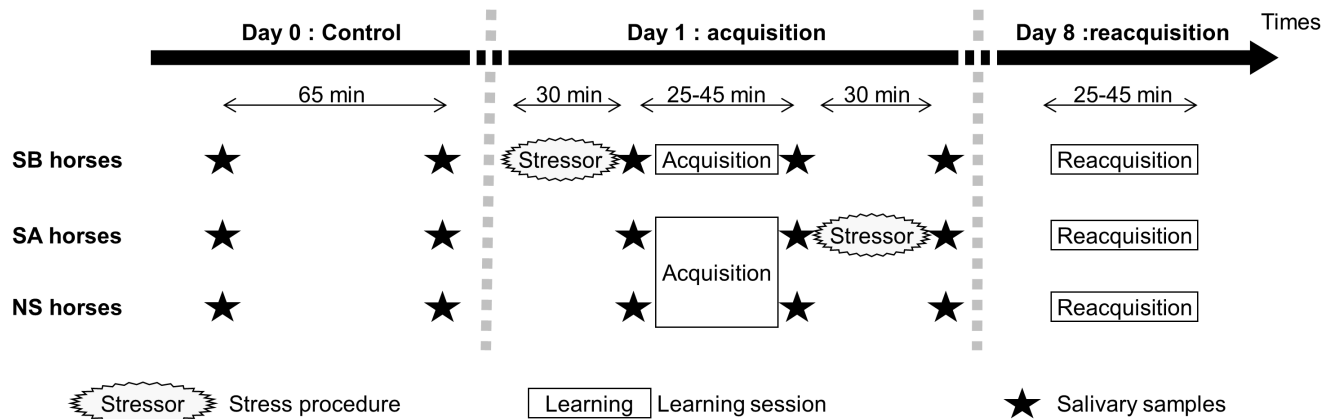 Times
Day 0 : Control Day 1 : acquisition Day 8 :reacquisition
65 min 30 min 25-45 min 30 min 25-45 min
SB horses Stressor Acquisition Reacquisition
SA horses Stressor Reacquisition
Acquisition
NS horses Reacquisition
Stressor Stress procedure Learning Learning session Salivary samples